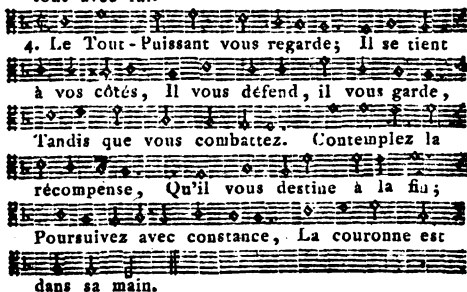 4. Le Tout-Puissant vous regarde; Il se tient
à vos côtés, Il vous défend, il vous garde,
Tandis que vous combattez. Contemplez la
récompense, Qu'il vous destine à la fin;
Poursuivez avec constance, La couronne est
dans sa main.